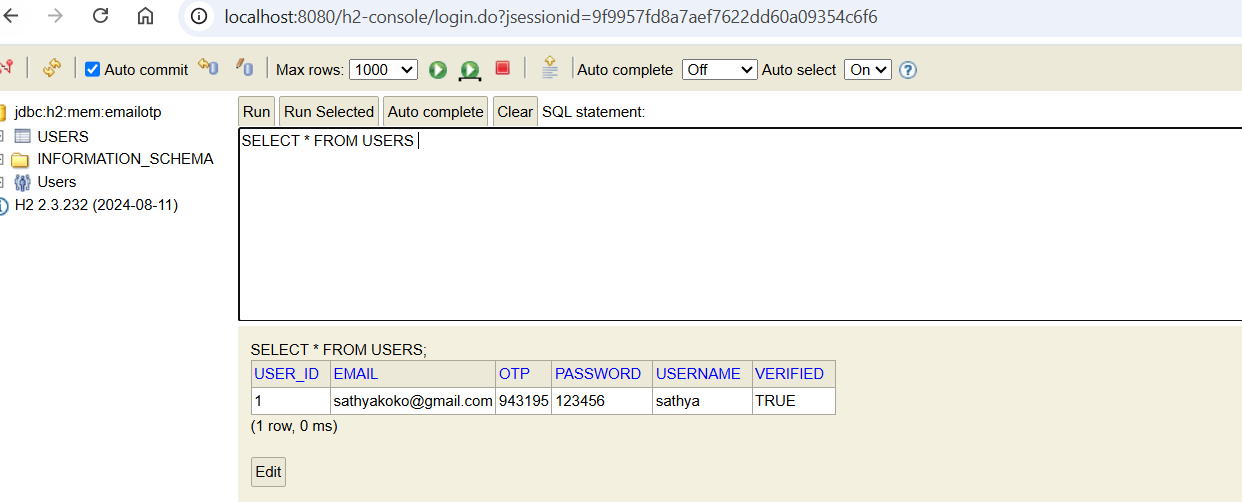 localhost:8080/h2-console/login.do?jsessionid=9f9957fd8a7aef7622dd60a09354c6f6
Auto commit Max rows: 1000 Auto complete Off Auto select On ?
jdbc:h2:mem:emailotp
USERS
INFORMATION_SCHEMA
Users
H2 2.3.232 (2024-08-11)
Run Run Selected Auto complete Clear SQL statement:
SELECT * FROM USERS
SELECT * FROM USERS;
USER_ID EMAIL OTP PASSWORD USERNAME VERIFIED
1 sathyakoko@gmail.com 943195 123456 sathya TRUE
(1 row, 0 ms)
Edit